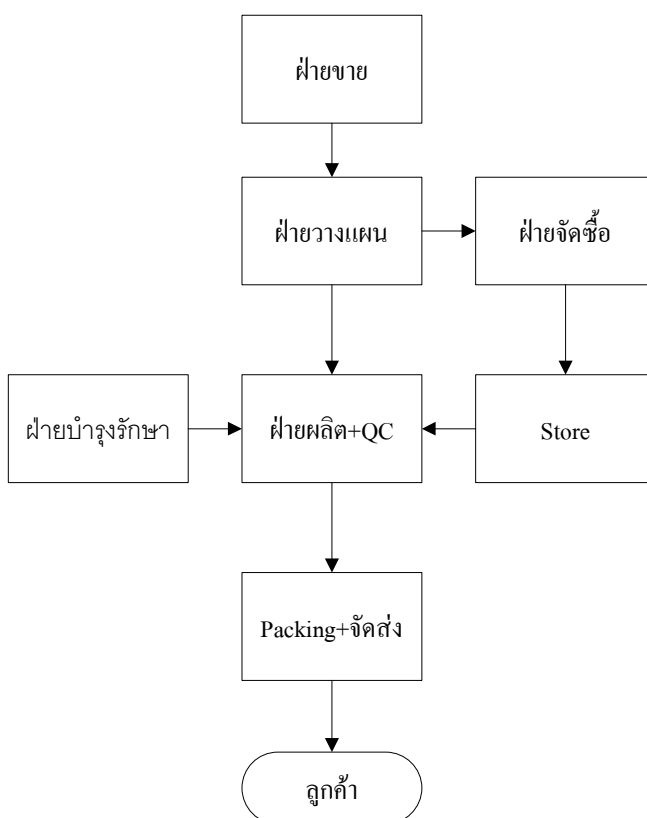 ฝ่ายขาย
ฝ่ายวางแผน
ฝ่ายจัดซื้อ
ฝ่ายบำรุงรักษา
ฝ่ายผลิต+QC
Store
Packing+จัดส่ง
ลูกค้า